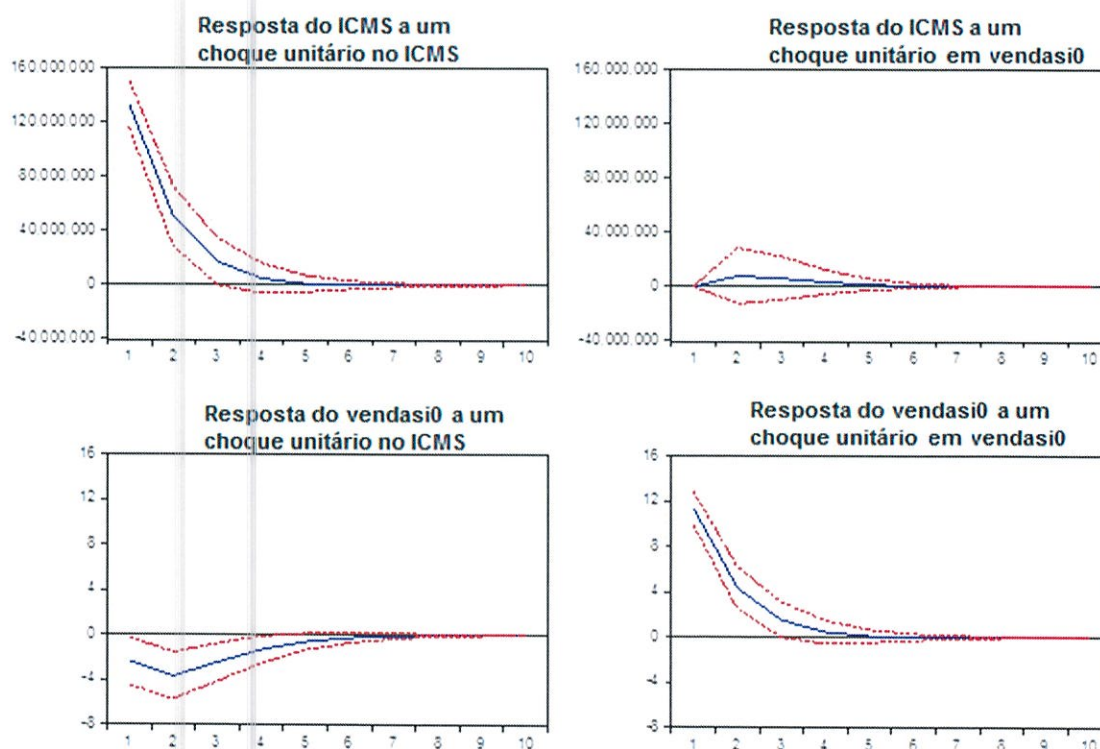 Resposta do ICMS a um
choque unitário no ICMS
160.000.000
120.000.000
80.000.000
40.000.000
0
-40.000.000
1 2 3 4 5 6 7 8 9 10
Resposta do ICMS a um
choque unitário em vendasi0
160.000.000
120.000.000
80.000.000
40.000.000
0
-40.000.000
1 2 3 4 5 6 7 8 9 10
Resposta do vendasi0 a um
choque unitário no ICMS
16
12
8
4
0
-4
-8
1 2 3 4 5 6 7 8 9 10
Resposta do vendasi0 a um
choque unitário em vendasi0
16
12
8
4
0
-4
-8
1 2 3 4 5 6 7 8 9 10